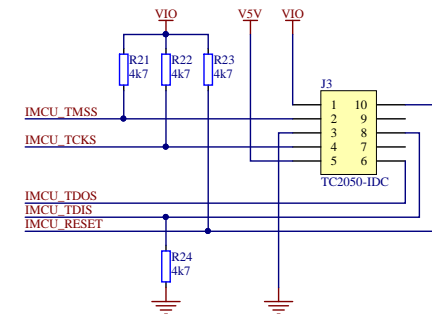 VIO V5V VIO
R21 R22 R23
4k7 4k7 4k7
J3
1 10
IMCU_TMSS 2 9
3 8
IMCU_TCKS 4 7
5 6
TC2050-IDC
IMCU_TDOS
IMCU_TDIS
IMCU_RESET
R24
4k7